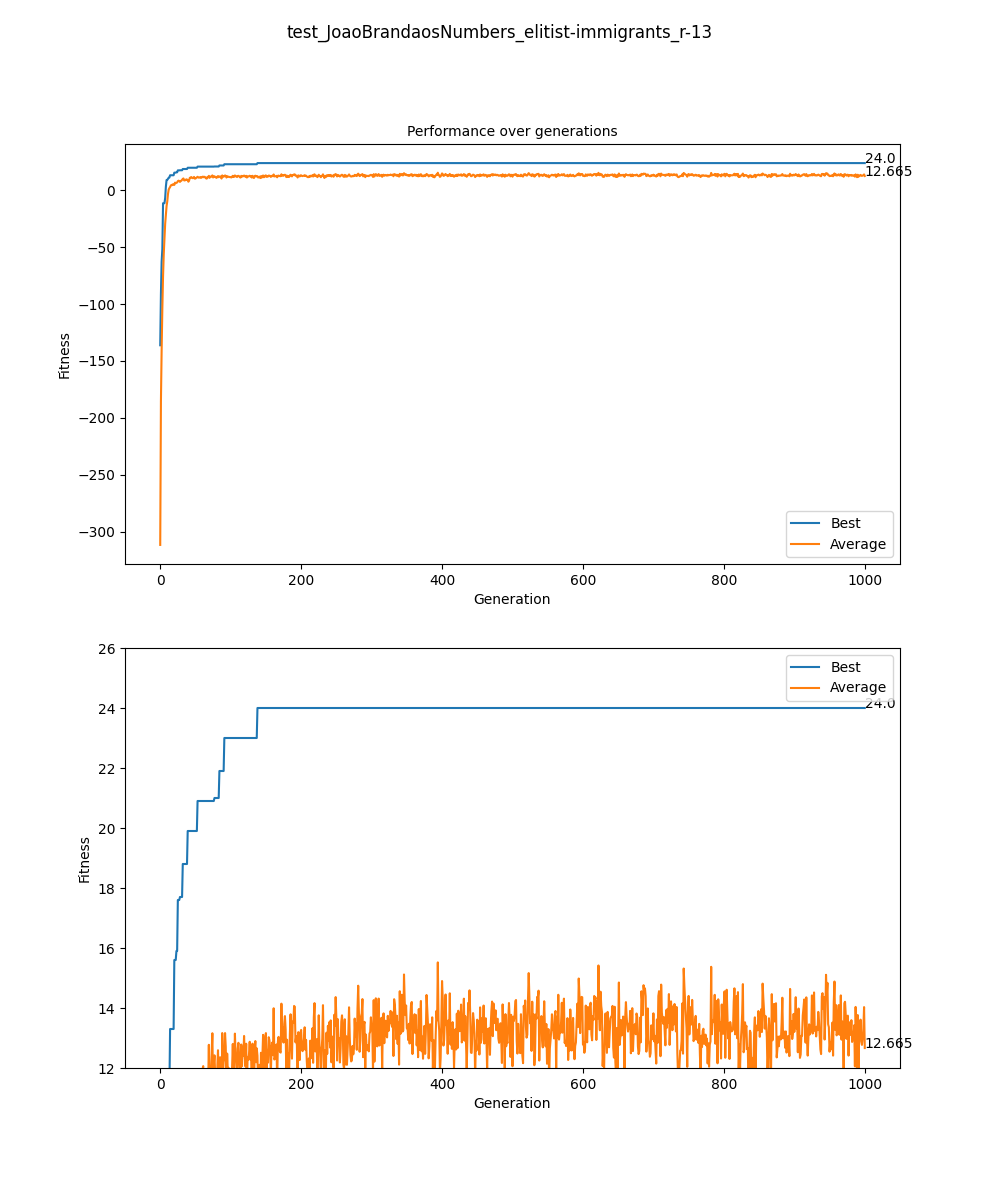 test_JoaoBrandaosNumbers_elitist-immigrants_r-13
Performance over generations
24.0
12.665
0
−50
−100
−150
−200
−250
−300
Fitness
Best
Average
0 200 400 600 800 1000
Generation
26
24
22
20
18
16
14
12
Fitness
Best
Average
24.0
12.665
0 200 400 600 800 1000
Generation